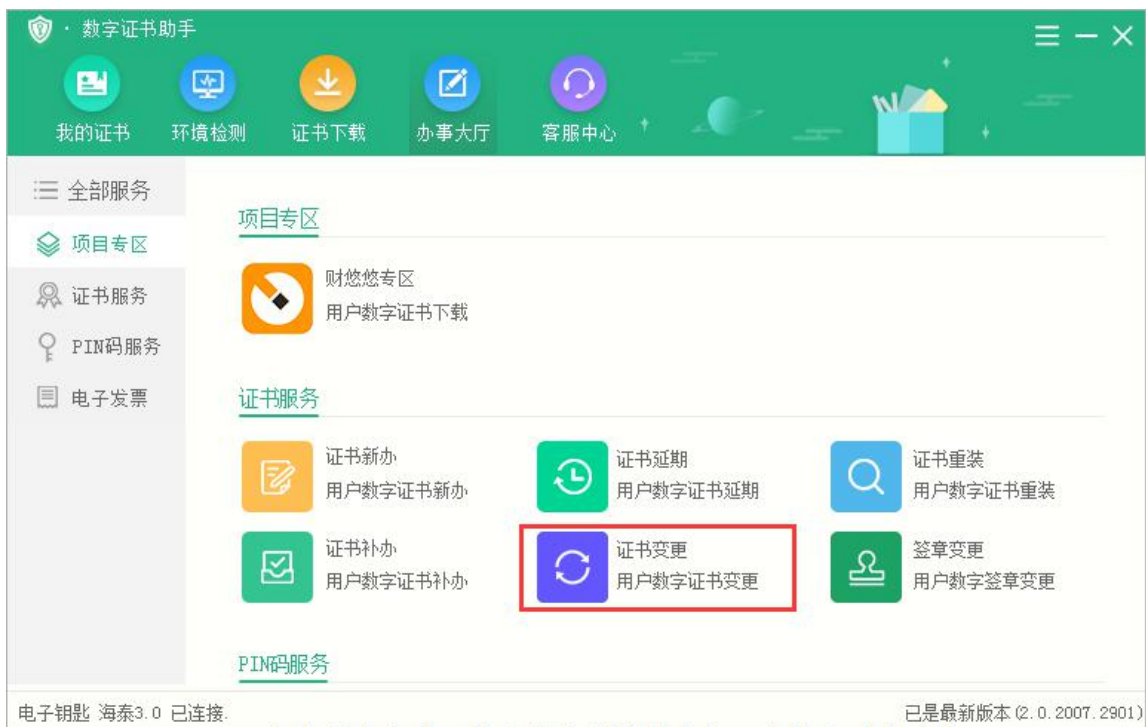 · 数字证书助手
我的证书 环境检测 证书下载 办事大厅 客服中心
全部服务
项目专区
证书服务
PIN码服务
电子发票
项目专区
财悠悠专区
用户数字证书下载
证书服务
证书新办
用户数字证书新办
证书延期
用户数字证书延期
证书重装
用户数字证书重装
证书补办
用户数字证书补办
证书变更
用户数字证书变更
签章变更
用户数字签章变更
PIN码服务
电子钥匙 海泰3.0 已连接.
已是最新版本(2.0.2007.2901)